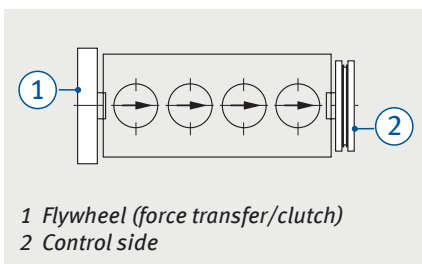 1
2
1 Flywheel (force transfer/clutch)
2 Control side